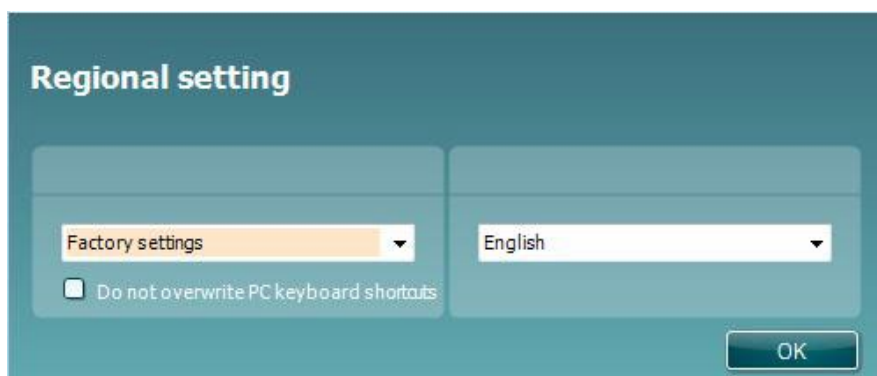 Regional setting
Factory settings
English
Do not overwrite PC keyboard shortcuts
OK